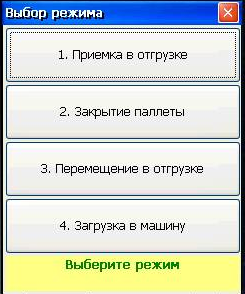 Выбор режима
1. Приемка в отгрузке
2. Закрытие паллеты
3. Перемещение в отгрузке
4. Загрузка в машину
Выберите режим